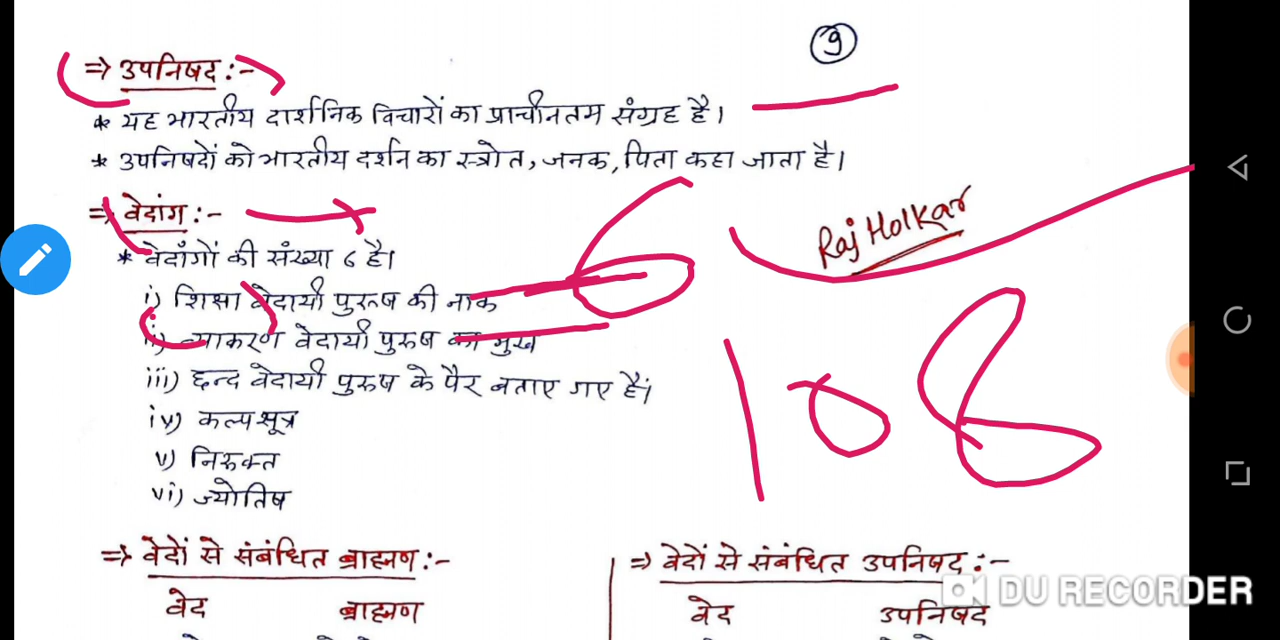 9
⇒ उपनिषद :-
* यह भारतीय दार्शनिक विचारों का प्राचीनतम संग्रह है।
* उपनिषदों को भारतीय दर्शन का स्त्रोत, जनक, पिता कहा जाता है।
⇒ वेदांग :-
Raj Holkar
* वेदांगों की संख्या 6 है।
6
i) शिक्षा वेदायी पुरुष की नाक
ii) व्याकरण वेदायी पुरुष का मुख
iii) छन्द वेदायी पुरुष के पैर बताए गए हैं।
108
iv) कल्पसूत्र
v) निरुक्त
vi) ज्योतिष
⇒ वेदों से संबंधित ब्राह्मण :-
वेद ब्राह्मण
⇒ वेदों से संबंधित उपनिषद :-
वेद उपनिषद
DU RECORDER